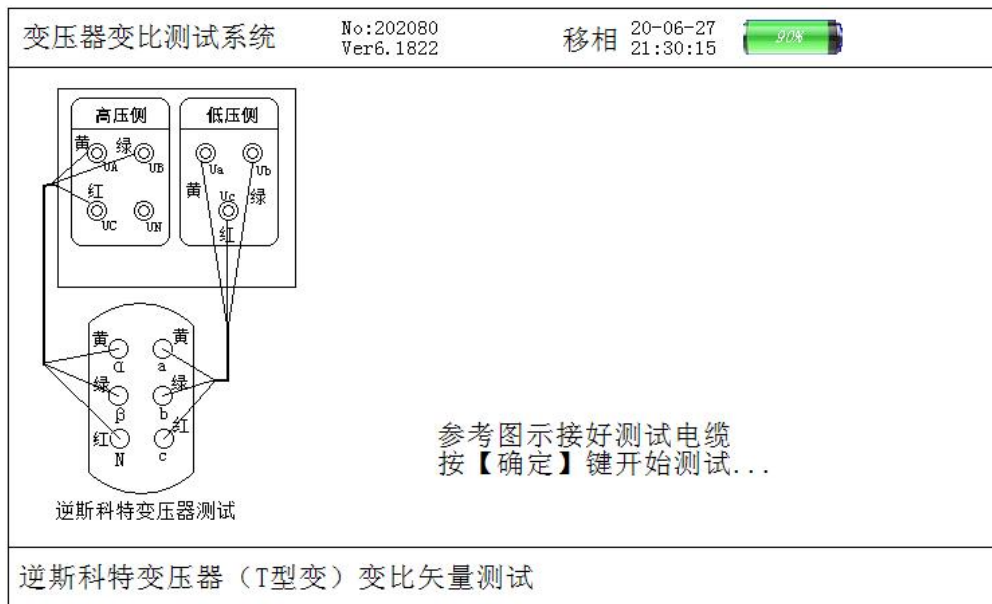 变压器变比测试系统
No:202080
Ver6.1822
移相
20-06-27
21:30:15
90%
高压侧
低压侧
黄
绿
UA
UB
Ua
Ub
红
黄
Uc
绿
UC
UN
红
黄
黄
α
a
绿
绿
β
b
红
红
N
c
逆斯科特变压器测试
参考图示接好测试电缆
按【确定】键开始测试...
逆斯科特变压器（T型变）变比矢量测试